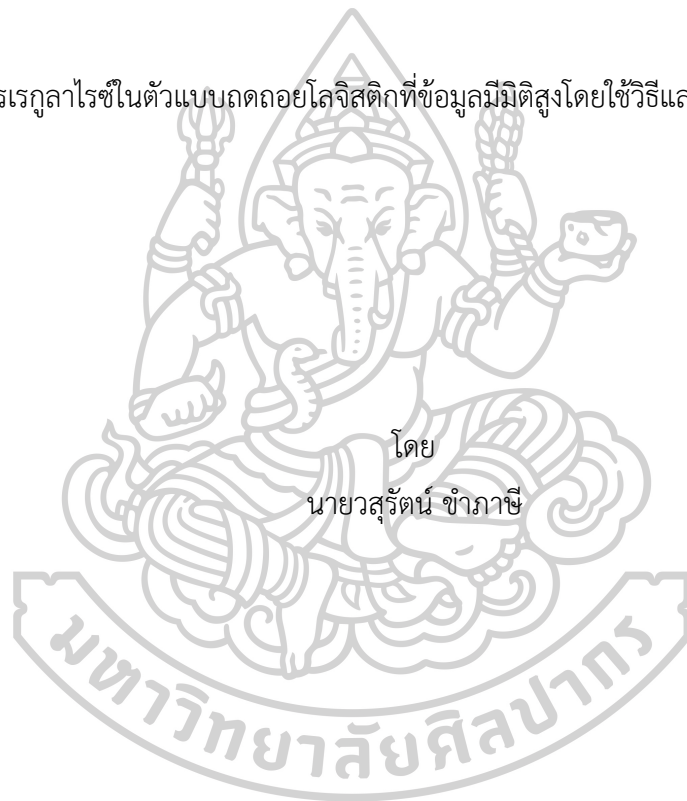 รเรกูลาไรซ์ในตัวแบบถดถอยโลจิสติกที่ข้อมูลมีมิติสูงโดยใช้วิธีแล
โดย
นายวสุรัตน์ ขำภาษี
มหาวิทยาลัยศิลปากร